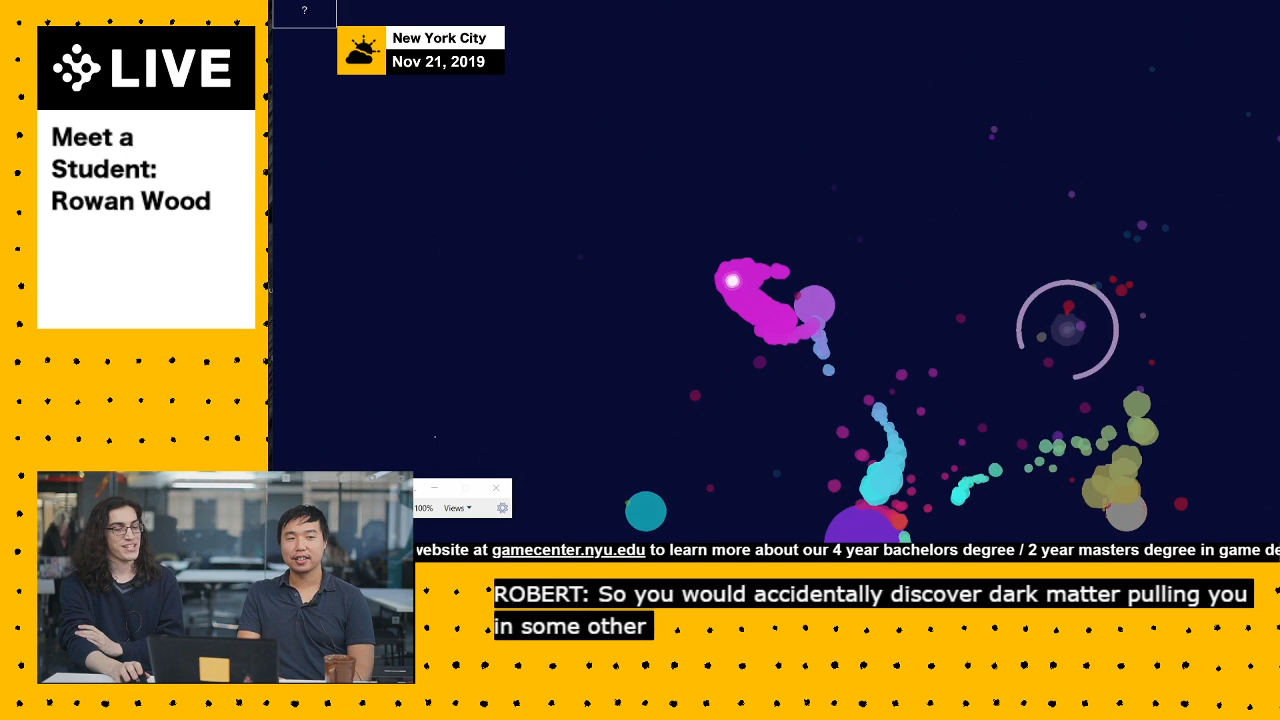 ?
New York City
Nov 21, 2019
LIVE
Meet a
Student:
Rowan Wood
100% Views
website at gamecenter.nyu.edu to learn more about our 4 year bachelors degree / 2 year masters degree in game de
ROBERT: So you would accidentally discover dark matter pulling you
in some other